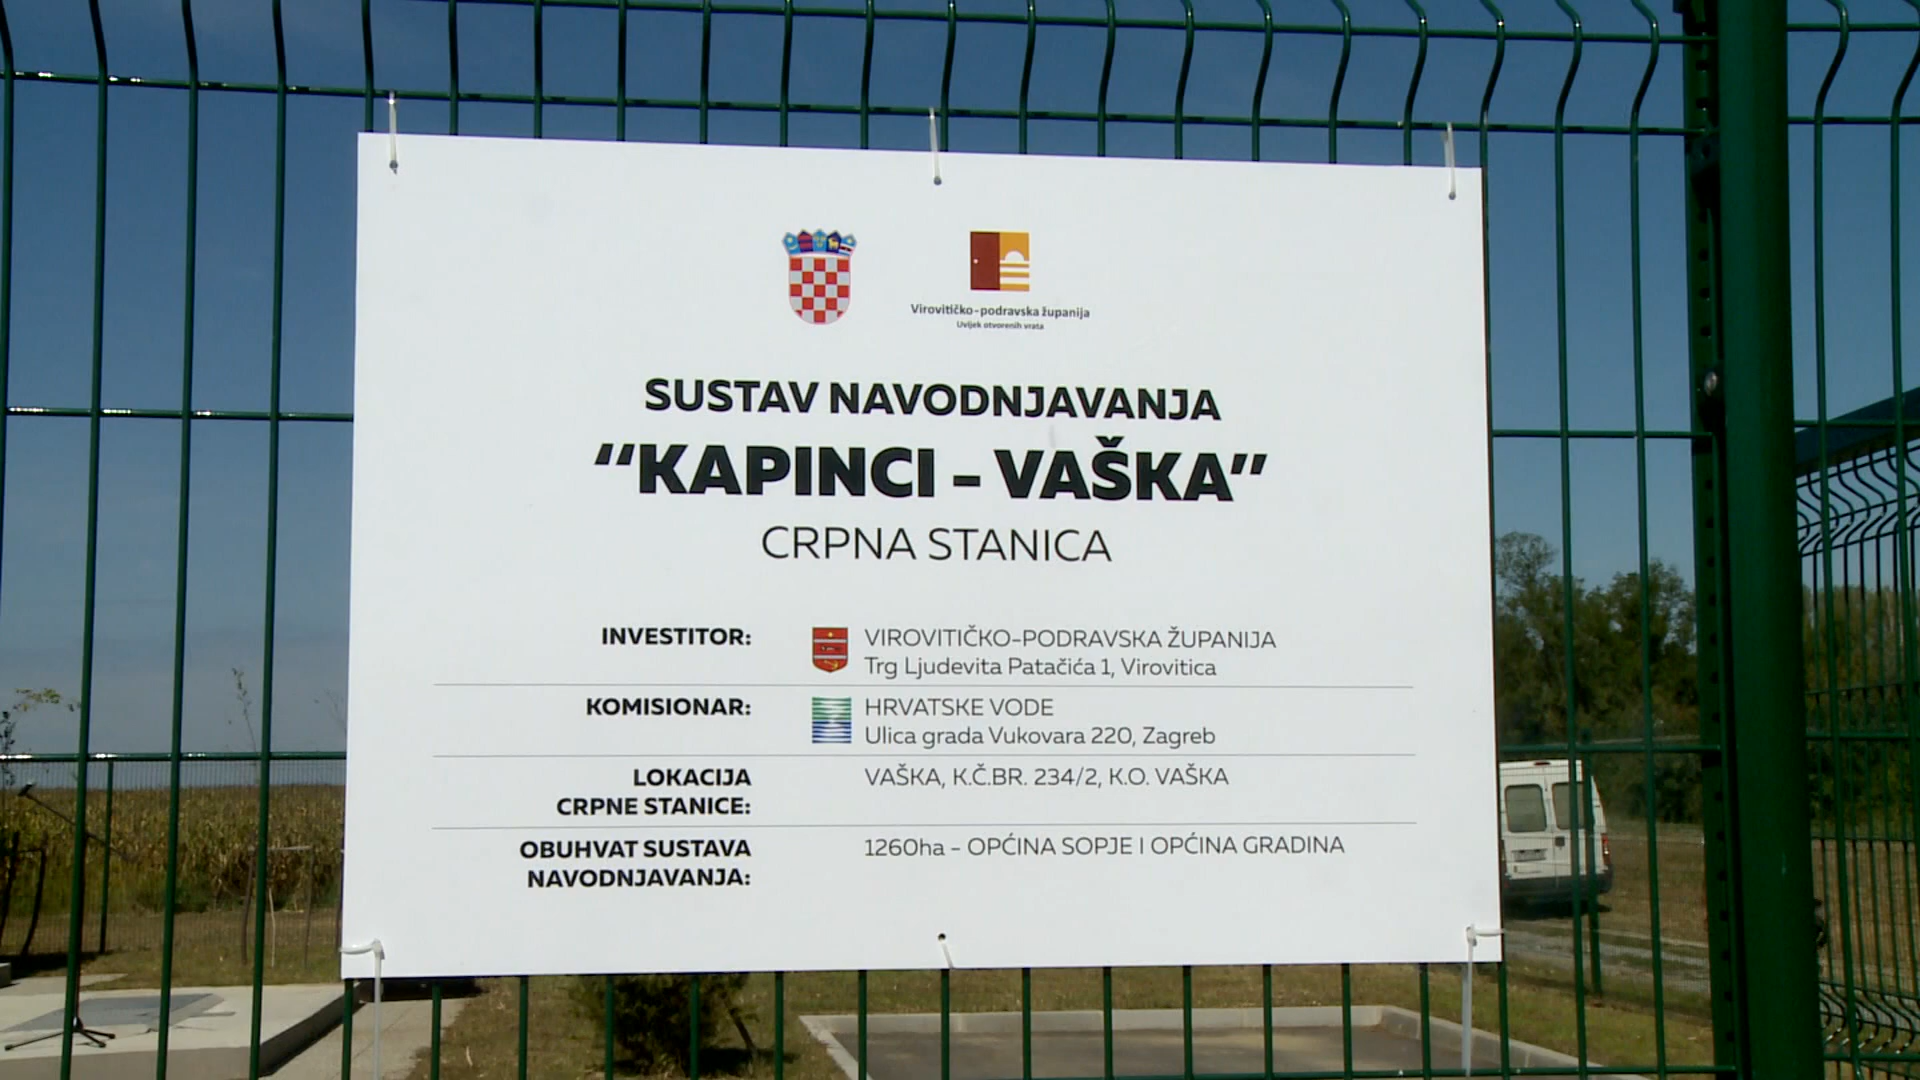 Virovitičko-podravska županija
Uvijek otvorenih vrata
SUSTAV NAVODNJAVANJA
“KAPINCI - VAŠKA”
CRPNA STANICA
INVESTITOR:
VIROVITIČKO-PODRAVSKA ŽUPANIJA
Trg Ljudevita Patačića 1, Virovitica
KOMISIONAR:
HRVATSKE VODE
Ulica grada Vukovara 220, Zagreb
LOKACIJA
CRPNE STANICE:
VAŠKA, K.Č.BR. 234/2, K.O. VAŠKA
OBUHVAT SUSTAVA
NAVODNJAVANJA:
1260ha - OPĆINA SOPJE I OPĆINA GRADINA